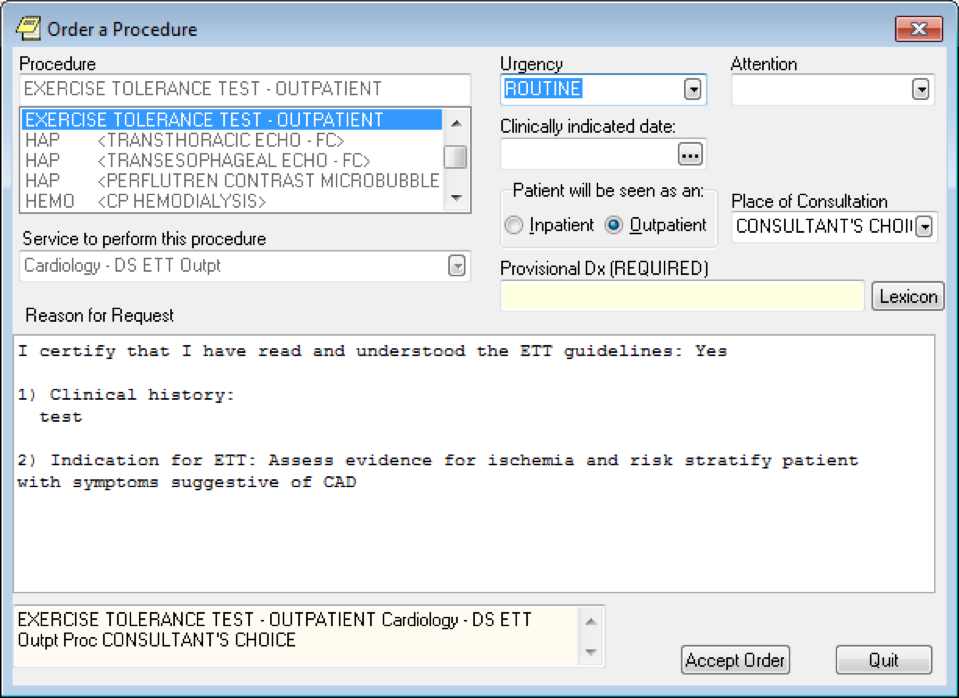 Order a Procedure
Procedure
EXERCISE TOLERANCE TEST - OUTPATIENT
EXERCISE TOLERANCE TEST - OUTPATIENT
HAP <TRANSTHORACIC ECHO - FC>
HAP <TRANSESOPHAGEAL ECHO - FC>
HAP <PERFLUTREN CONTRAST MICROBUBBLE
HEMO <CP HEMODIALYSIS>
Service to perform this procedure
Cardiology - DS ETT Outpt
Urgency
ROUTINE
Attention
Clinically indicated date:
...
Patient will be seen as an:
Inpatient Outpatient
Place of Consultation
CONSULTANT'S CHOI
Provisional Dx (REQUIRED)
Lexicon
Reason for Request
I certify that I have read and understood the ETT guidelines: Yes
1) Clinical history:
test
2) Indication for ETT: Assess evidence for ischemia and risk stratify patient
with symptoms suggestive of CAD
EXERCISE TOLERANCE TEST - OUTPATIENT Cardiology - DS ETT
Outpt Proc CONSULTANT'S CHOICE
Accept Order
Quit